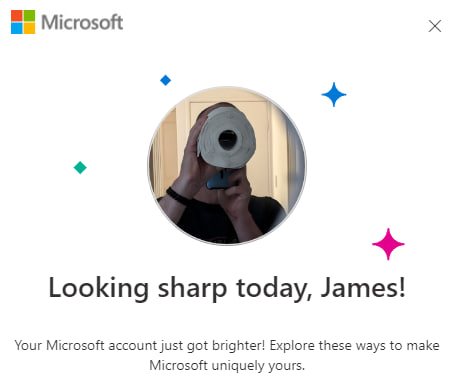 Microsoft
Looking sharp today, James!
Your Microsoft account just got brighter! Explore these ways to make
Microsoft uniquely yours.